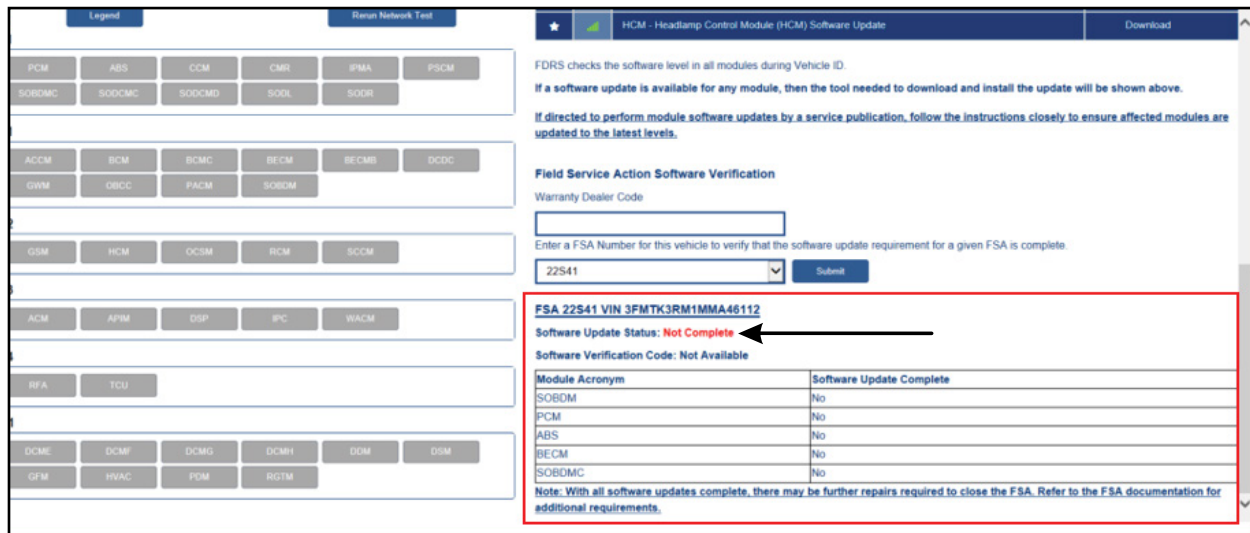 Legend
Rerun Network Test
PCM ABS CCM CMR IPMA PSCM
SOBDMC SODCMC SODCMD SODL SODR
ACCM BCM BCMC BECM BECMB DCDC
GWM OBCC PACM SOBDM
GSM HCM OCSM RCM SCCM
ACM APIM DSP IPC WACM
RFA TCU
DCME DCMF DCMG DCMH DDM DSM
GFM HVAC PDM RGTM
HCM - Headlamp Control Module (HCM) Software Update Download
FDRS checks the software level in all modules during Vehicle ID.
If a software update is available for any module, then the tool needed to download and install the update will be shown above.
If directed to perform module software updates by a service publication, follow the instructions closely to ensure affected modules are
updated to the latest levels.
Field Service Action Software Verification
Warranty Dealer Code
Enter a FSA Number for this vehicle to verify that the software update requirement for a given FSA is complete.
22S41 Submit
FSA 22S41 VIN 3FMTK3RM1MMA46112
Software Update Status: Not Complete
Software Verification Code: Not Available
Module Acronym Software Update Complete
SOBDM No
PCM No
ABS No
BECM No
SOBDMC No
Note: With all software updates complete, there may be further repairs required to close the FSA. Refer to the FSA documentation for
additional requirements.